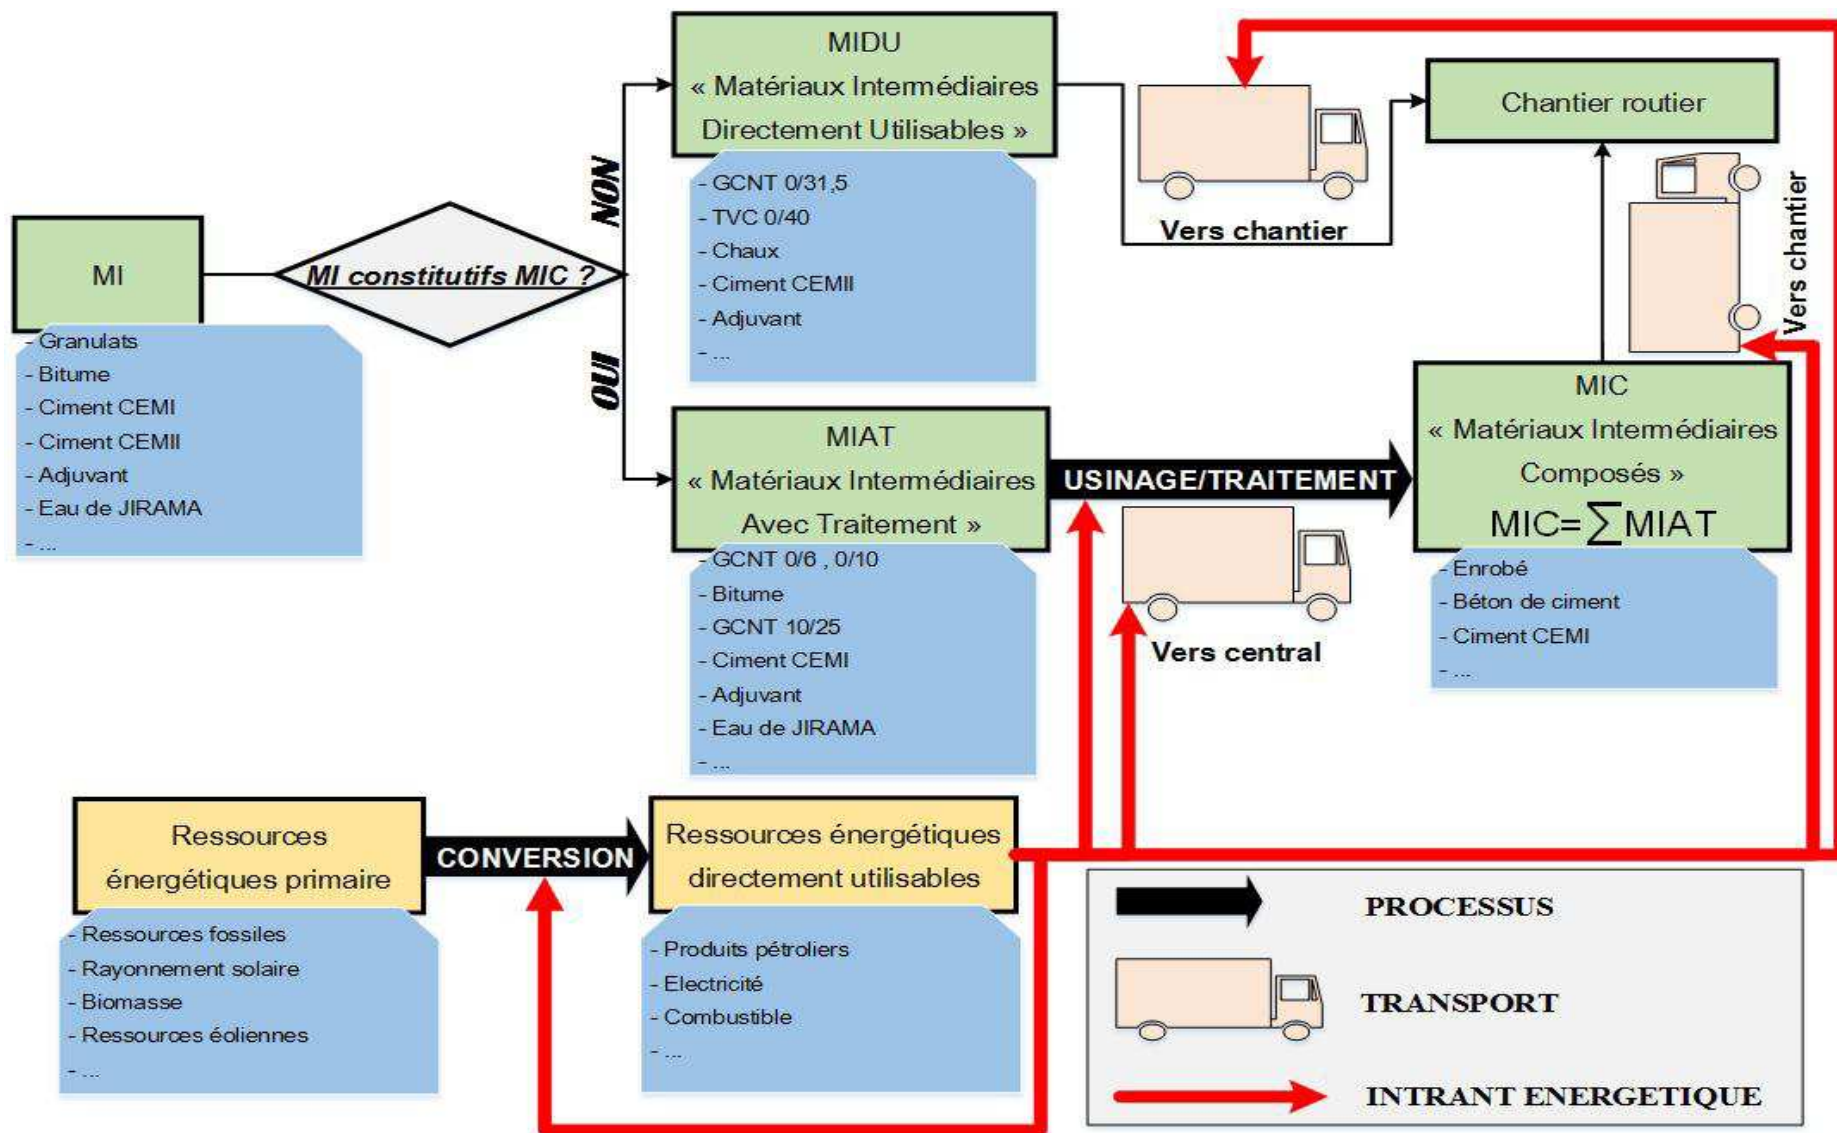 MI
- Granulats
- Bitume
- Ciment CEMI
- Ciment CEMII
- Adjuvant
- Eau de JIRAMA
- ...
MI constitutifs MIC ?
NON
OUI
MIDU
« Matériaux Intermédiaires
Directement Utilisables »
- GCNT 0/31,5
- TVC 0/40
- Chaux
- Ciment CEMII
- Adjuvant
- ...
Vers chantier
Chantier routier
Vers chantier
MIAT
« Matériaux Intermédiaires
Avec Traitement »
- GCNT 0/6 , 0/10
- Bitume
- GCNT 10/25
- Ciment CEMI
- Adjuvant
- Eau de JIRAMA
- ...
USINAGE/TRAITEMENT
Vers central
MIC
« Matériaux Intermédiaires
Composés »
MIC=∑MIAT
- Enrobé
- Béton de ciment
- Ciment CEMI
- ...
Ressources
énergétiques primaire
- Ressources fossiles
- Rayonnement solaire
- Biomasse
- Ressources éoliennes
- ...
CONVERSION
Ressources énergétiques
directement utilisables
- Produits pétroliers
- Electricité
- Combustible
- ...
PROCESSUS
TRANSPORT
INTRANT ENERGETIQUE